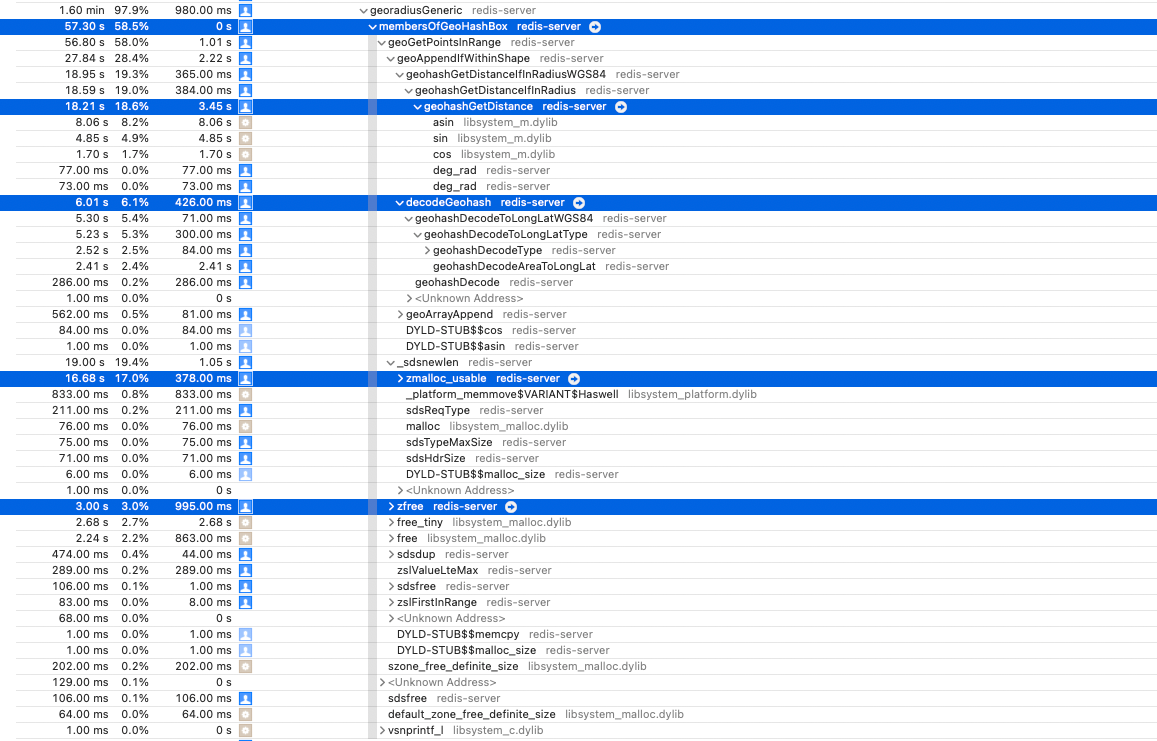 1.60 min 97.9% 980.00 ms georadiusGeneric redis-server
57.30 s 58.5% 0 s membersOfGeoHashBox redis-server
56.80 s 58.0% 1.01 s geoGetPointsInRange redis-server
27.84 s 28.4% 2.22 s geoAppendIfWithinShape redis-server
18.95 s 19.3% 365.00 ms geohashGetDistanceIfInRadiusWGS84 redis-server
18.59 s 19.0% 384.00 ms geohashGetDistanceIfInRadius redis-server
18.21 s 18.6% 3.45 s geohashGetDistance redis-server
8.06 s 8.2% 8.06 s asin libsystem_m.dylib
4.85 s 4.9% 4.85 s sin libsystem_m.dylib
1.70 s 1.7% 1.70 s cos libsystem_m.dylib
77.00 ms 0.0% 77.00 ms deg_rad redis-server
73.00 ms 0.0% 73.00 ms deg_rad redis-server
6.01 s 6.1% 426.00 ms decodeGeohash redis-server
5.30 s 5.4% 71.00 ms geohashDecodeToLongLatWGS84 redis-server
5.23 s 5.3% 300.00 ms geohashDecodeToLongLatType redis-server
2.52 s 2.5% 84.00 ms geohashDecodeType redis-server
2.41 s 2.4% 2.41 s geohashDecodeAreaToLongLat redis-server
286.00 ms 0.2% 286.00 ms geohashDecode redis-server
1.00 ms 0.0% 0 s <Unknown Address>
562.00 ms 0.5% 81.00 ms geoArrayAppend redis-server
84.00 ms 0.0% 84.00 ms DYLD-STUB$$cos redis-server
1.00 ms 0.0% 1.00 ms DYLD-STUB$$asin redis-server
19.00 s 19.4% 1.05 s _sdsnewlen redis-server
16.68 s 17.0% 378.00 ms zmalloc_usable redis-server
833.00 ms 0.8% 833.00 ms _platform_memmove$VARIANT$Haswell libsystem_platform.dylib
211.00 ms 0.2% 211.00 ms sdsReqType redis-server
76.00 ms 0.0% 76.00 ms malloc libsystem_malloc.dylib
75.00 ms 0.0% 75.00 ms sdsTypeMaxSize redis-server
71.00 ms 0.0% 71.00 ms sdsHdrSize redis-server
6.00 ms 0.0% 6.00 ms DYLD-STUB$$malloc_size redis-server
1.00 ms 0.0% 0 s <Unknown Address>
3.00 s 3.0% 995.00 ms zfree redis-server
2.68 s 2.7% 2.68 s free_tiny libsystem_malloc.dylib
2.24 s 2.2% 863.00 ms free libsystem_malloc.dylib
474.00 ms 0.4% 44.00 ms sdsdup redis-server
289.00 ms 0.2% 289.00 ms zslValueLteMax redis-server
106.00 ms 0.1% 1.00 ms sdsfree redis-server
83.00 ms 0.0% 8.00 ms zslFirstInRange redis-server
68.00 ms 0.0% 0 s <Unknown Address>
1.00 ms 0.0% 1.00 ms DYLD-STUB$$memcpy redis-server
1.00 ms 0.0% 1.00 ms DYLD-STUB$$malloc_size redis-server
202.00 ms 0.2% 202.00 ms szone_free_definite_size libsystem_malloc.dylib
129.00 ms 0.1% 0 s <Unknown Address>
106.00 ms 0.1% 106.00 ms sdsfree redis-server
64.00 ms 0.0% 64.00 ms default_zone_free_definite_size libsystem_malloc.dylib
1.00 ms 0.0% 0 s vsnprintf_l libsystem_c.dylib